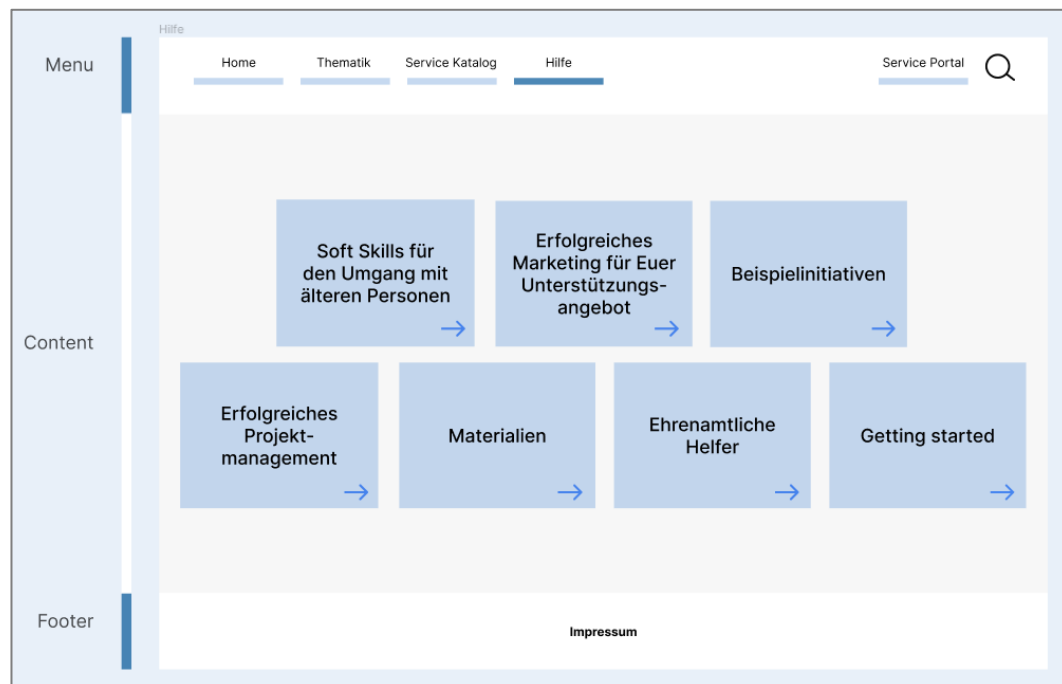 Hilfe
Menu
Home
Thematik
Service Katalog
Hilfe
Service Portal
Content
Soft Skills für
den Umgang mit
älteren Personen
Erfolgreiches
Marketing für Euer
Unterstützungs-
angebot
Beispielinitiativen
Erfolgreiches
Projekt-
management
Materialien
Ehrenamtliche
Helfer
Getting started
Footer
Impressum